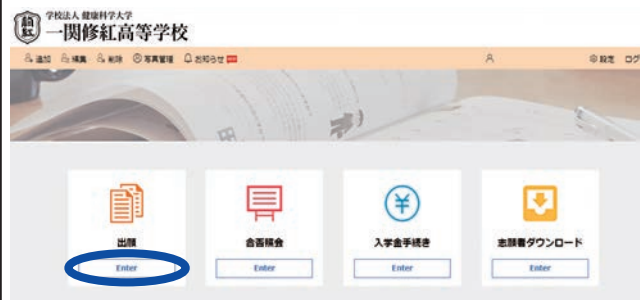 学校法人 健康科学大学
一関修紅高等学校
追加 編集 削除 写真管理 お知らせ 設定 ログ
出願 合否照会 入学金手続き 志願者ダウンロード
Enter Enter Enter Enter